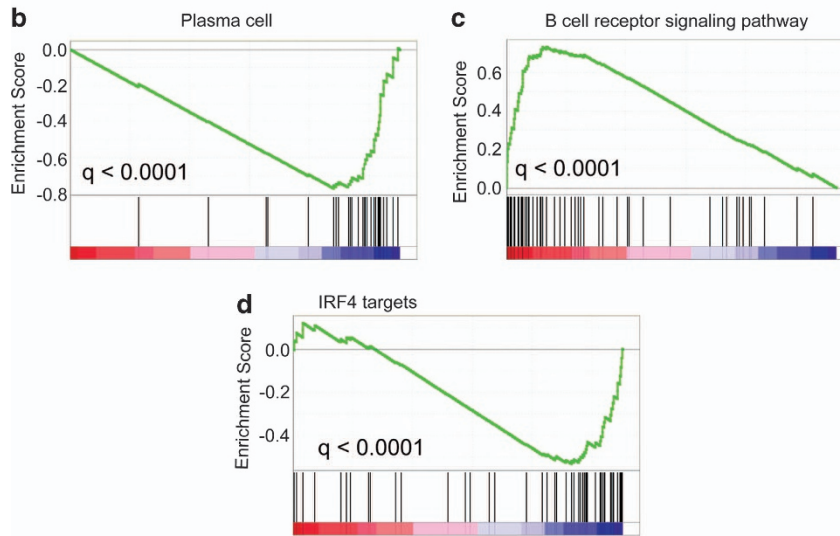 b
Plasma cell
Enrichment Score
0.0
-0.2
-0.4
-0.6
-0.8
q < 0.0001
c
B cell receptor signaling pathway
Enrichment Score
0.6
0.4
0.2
0.0
q < 0.0001
d
IRF4 targets
Enrichment Score
0.0
-0.2
-0.4
q < 0.0001